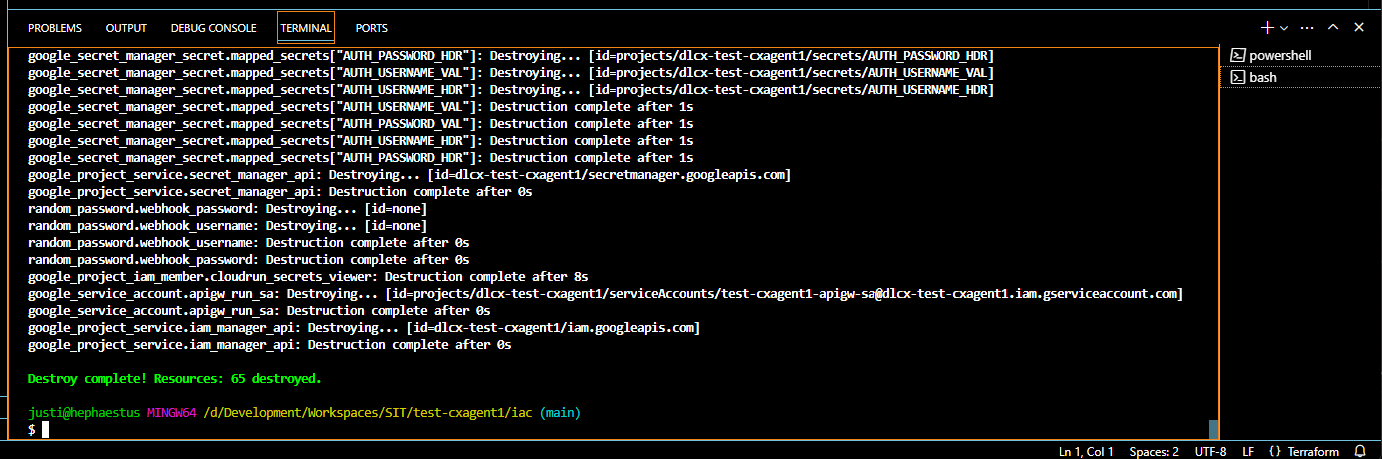 PROBLEMS OUTPUT DEBUG CONSOLE TERMINAL PORTS
google_secret_manager_secret.mapped_secrets["AUTH_PASSWORD_HDR"]: Destroying... [id=projects/dlcx-test-cxagent1/secrets/AUTH_PASSWORD_HDR]
google_secret_manager_secret.mapped_secrets["AUTH_USERNAME_VAL"]: Destroying... [id=projects/dlcx-test-cxagent1/secrets/AUTH_USERNAME_VAL]
google_secret_manager_secret.mapped_secrets["AUTH_USERNAME_HDR"]: Destroying... [id=projects/dlcx-test-cxagent1/secrets/AUTH_USERNAME_HDR]
google_secret_manager_secret.mapped_secrets["AUTH_USERNAME_VAL"]: Destruction complete after 1s
google_secret_manager_secret.mapped_secrets["AUTH_PASSWORD_VAL"]: Destruction complete after 1s
google_secret_manager_secret.mapped_secrets["AUTH_USERNAME_HDR"]: Destruction complete after 1s
google_secret_manager_secret.mapped_secrets["AUTH_PASSWORD_HDR"]: Destruction complete after 1s
google_project_service.secret_manager_api: Destroying... [id=dlcx-test-cxagent1/secretmanager.googleapis.com]
google_project_service.secret_manager_api: Destruction complete after 0s
random_password.webhook_password: Destroying... [id=none]
random_password.webhook_username: Destroying... [id=none]
random_password.webhook_username: Destruction complete after 0s
random_password.webhook_password: Destruction complete after 0s
google_project_iam_member.cloudrun_secrets_viewer: Destruction complete after 8s
google_service_account.apigw_run_sa: Destroying... [id=projects/dlcx-test-cxagent1/serviceAccounts/test-cxagent1-apigw-sa@dlcx-test-cxagent1.iam.gserviceaccount.com]
google_service_account.apigw_run_sa: Destruction complete after 0s
google_project_service.iam_manager_api: Destroying... [id=dlcx-test-cxagent1/iam.googleapis.com]
google_project_service.iam_manager_api: Destruction complete after 0s
Destroy complete! Resources: 65 destroyed.
justi@hephaestus MINGW64 /d/Development/Workspaces/SIT/test-cxagent1/iac (main)
$
powershell
bash
Ln 1, Col 1 Spaces: 2 UTF-8 LF {} Terraform